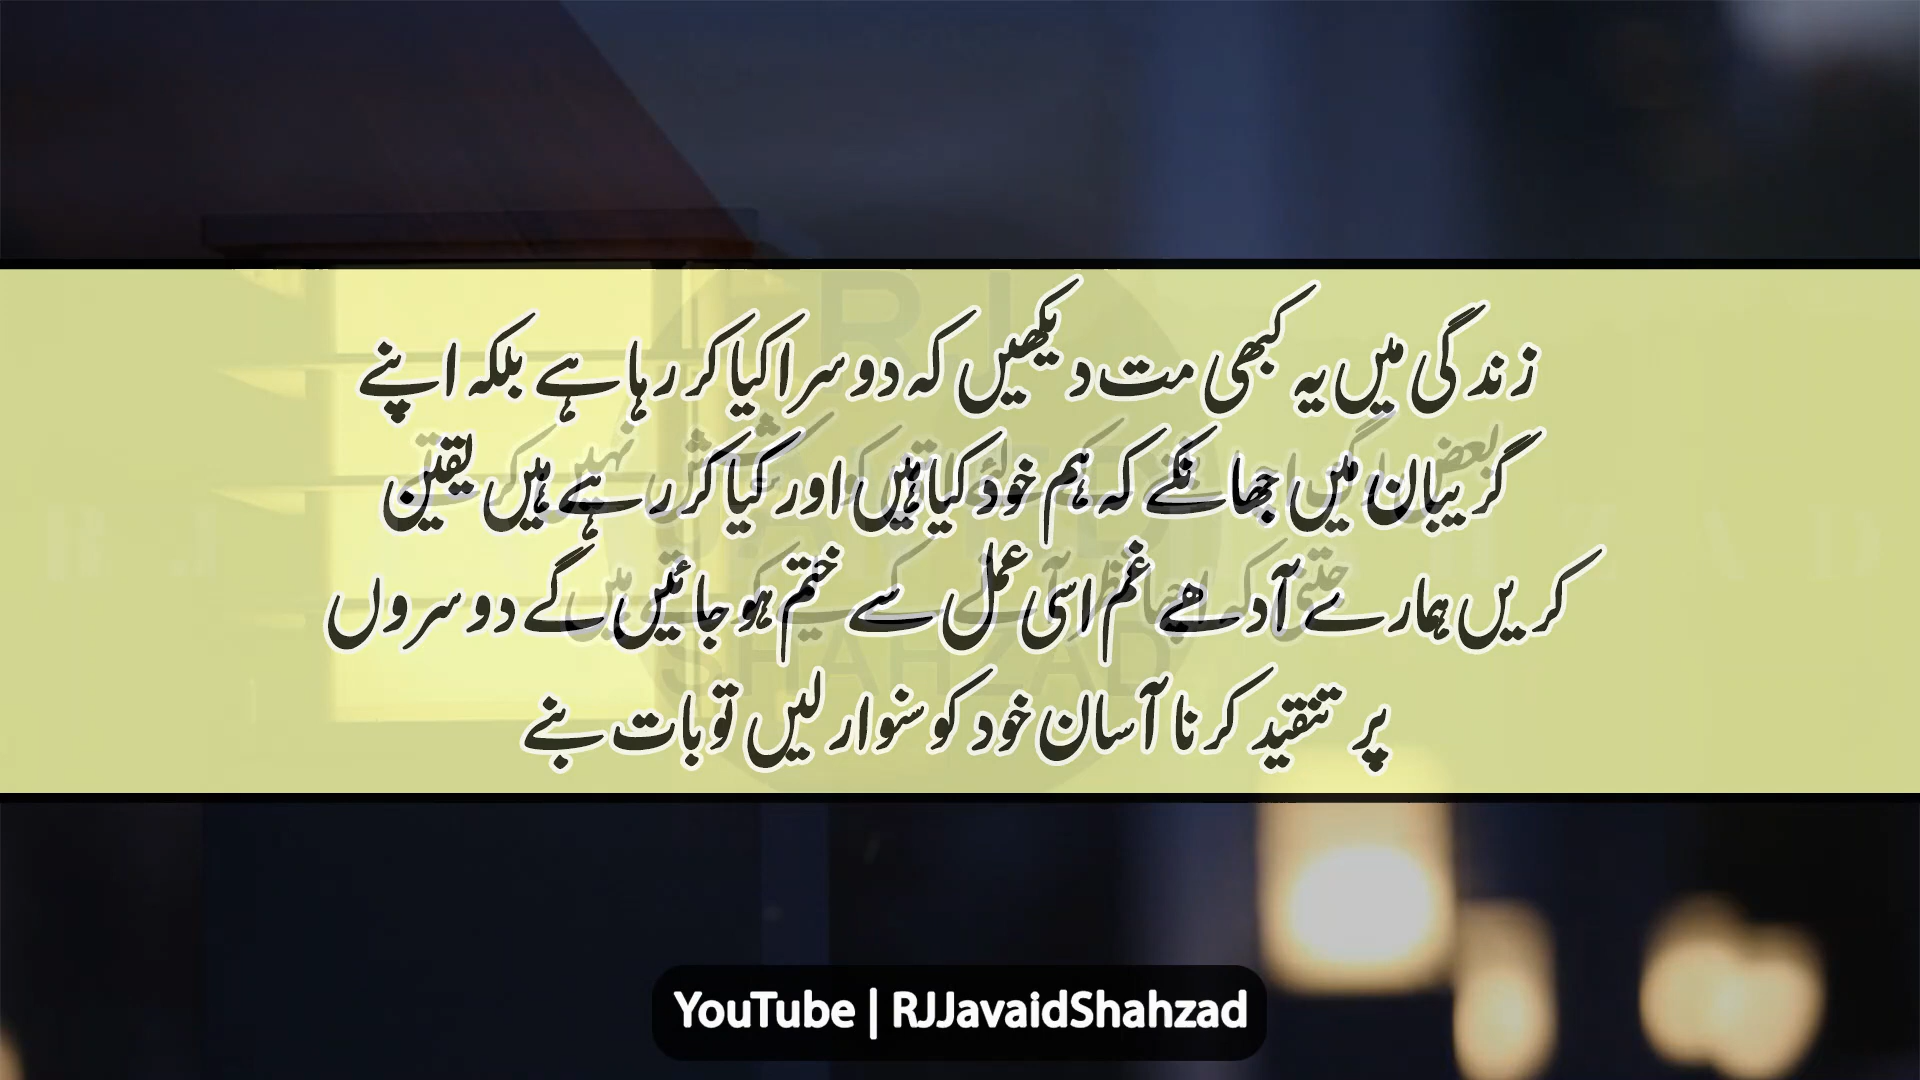 زندگی میں یہ کبھی مت دیکھیں کہ دوسرا کیا کر رہا ہے بلکہ اپنے
گریبان میں جھانکے کہ ہم خود کیا ہیں اور کیا کر رہے ہیں یقین
کریں ہمارے آدھے غم اسی عمل سے ختم ہو جائیں گے دوسروں
پر تنقید کرنا آسان خود کو سنوار لیں تو بات بنے
YouTube | RJJavaidShahzad